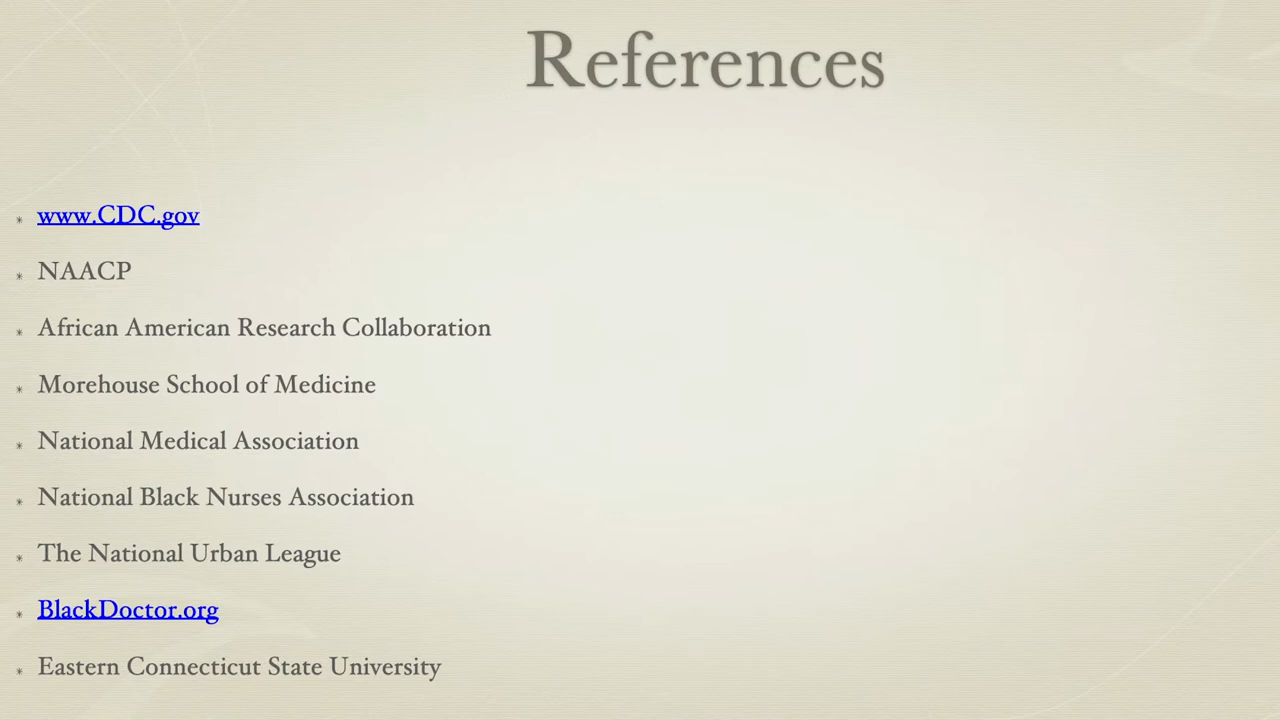 References
* www.CDC.gov
* NAACP
* African American Research Collaboration
* Morehouse School of Medicine
* National Medical Association
* National Black Nurses Association
* The National Urban League
* BlackDoctor.org
* Eastern Connecticut State University